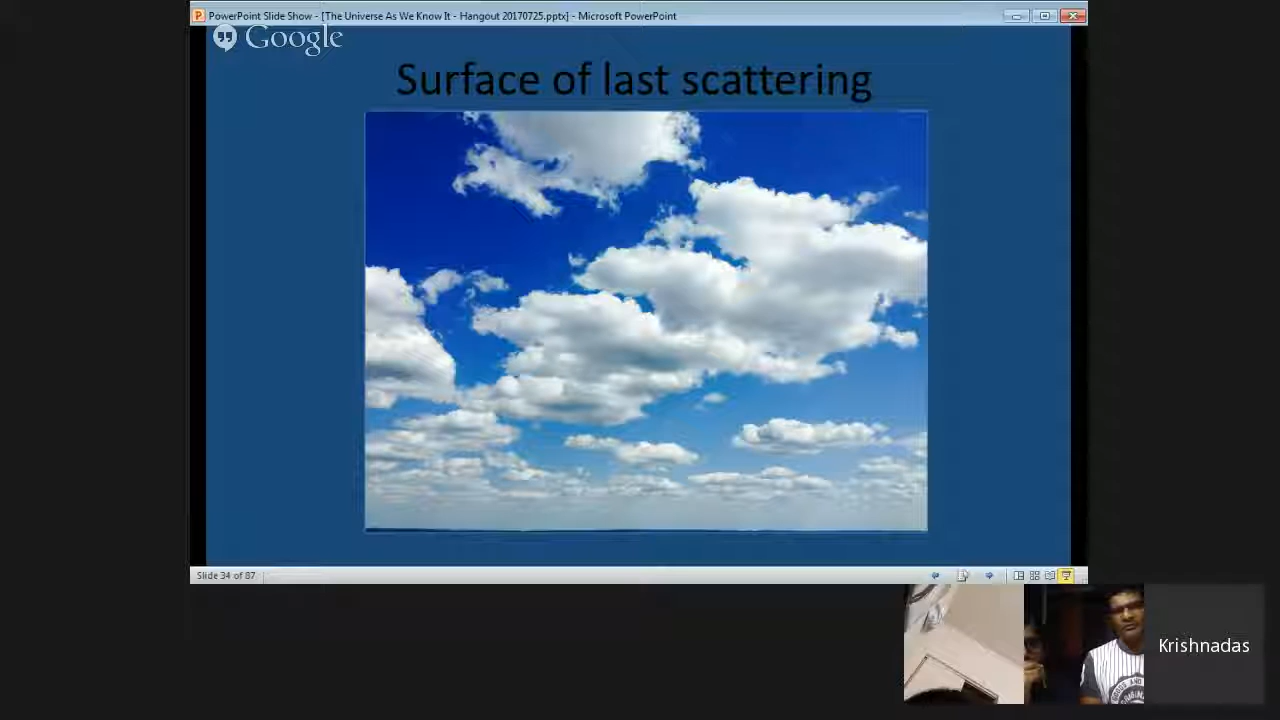 PowerPoint Slide Show - [The Universe As We Know It - Hangout 20170725.pptx] - Microsoft PowerPoint
Google
Surface of last scattering
Slide 34 of 87
Krishnadas